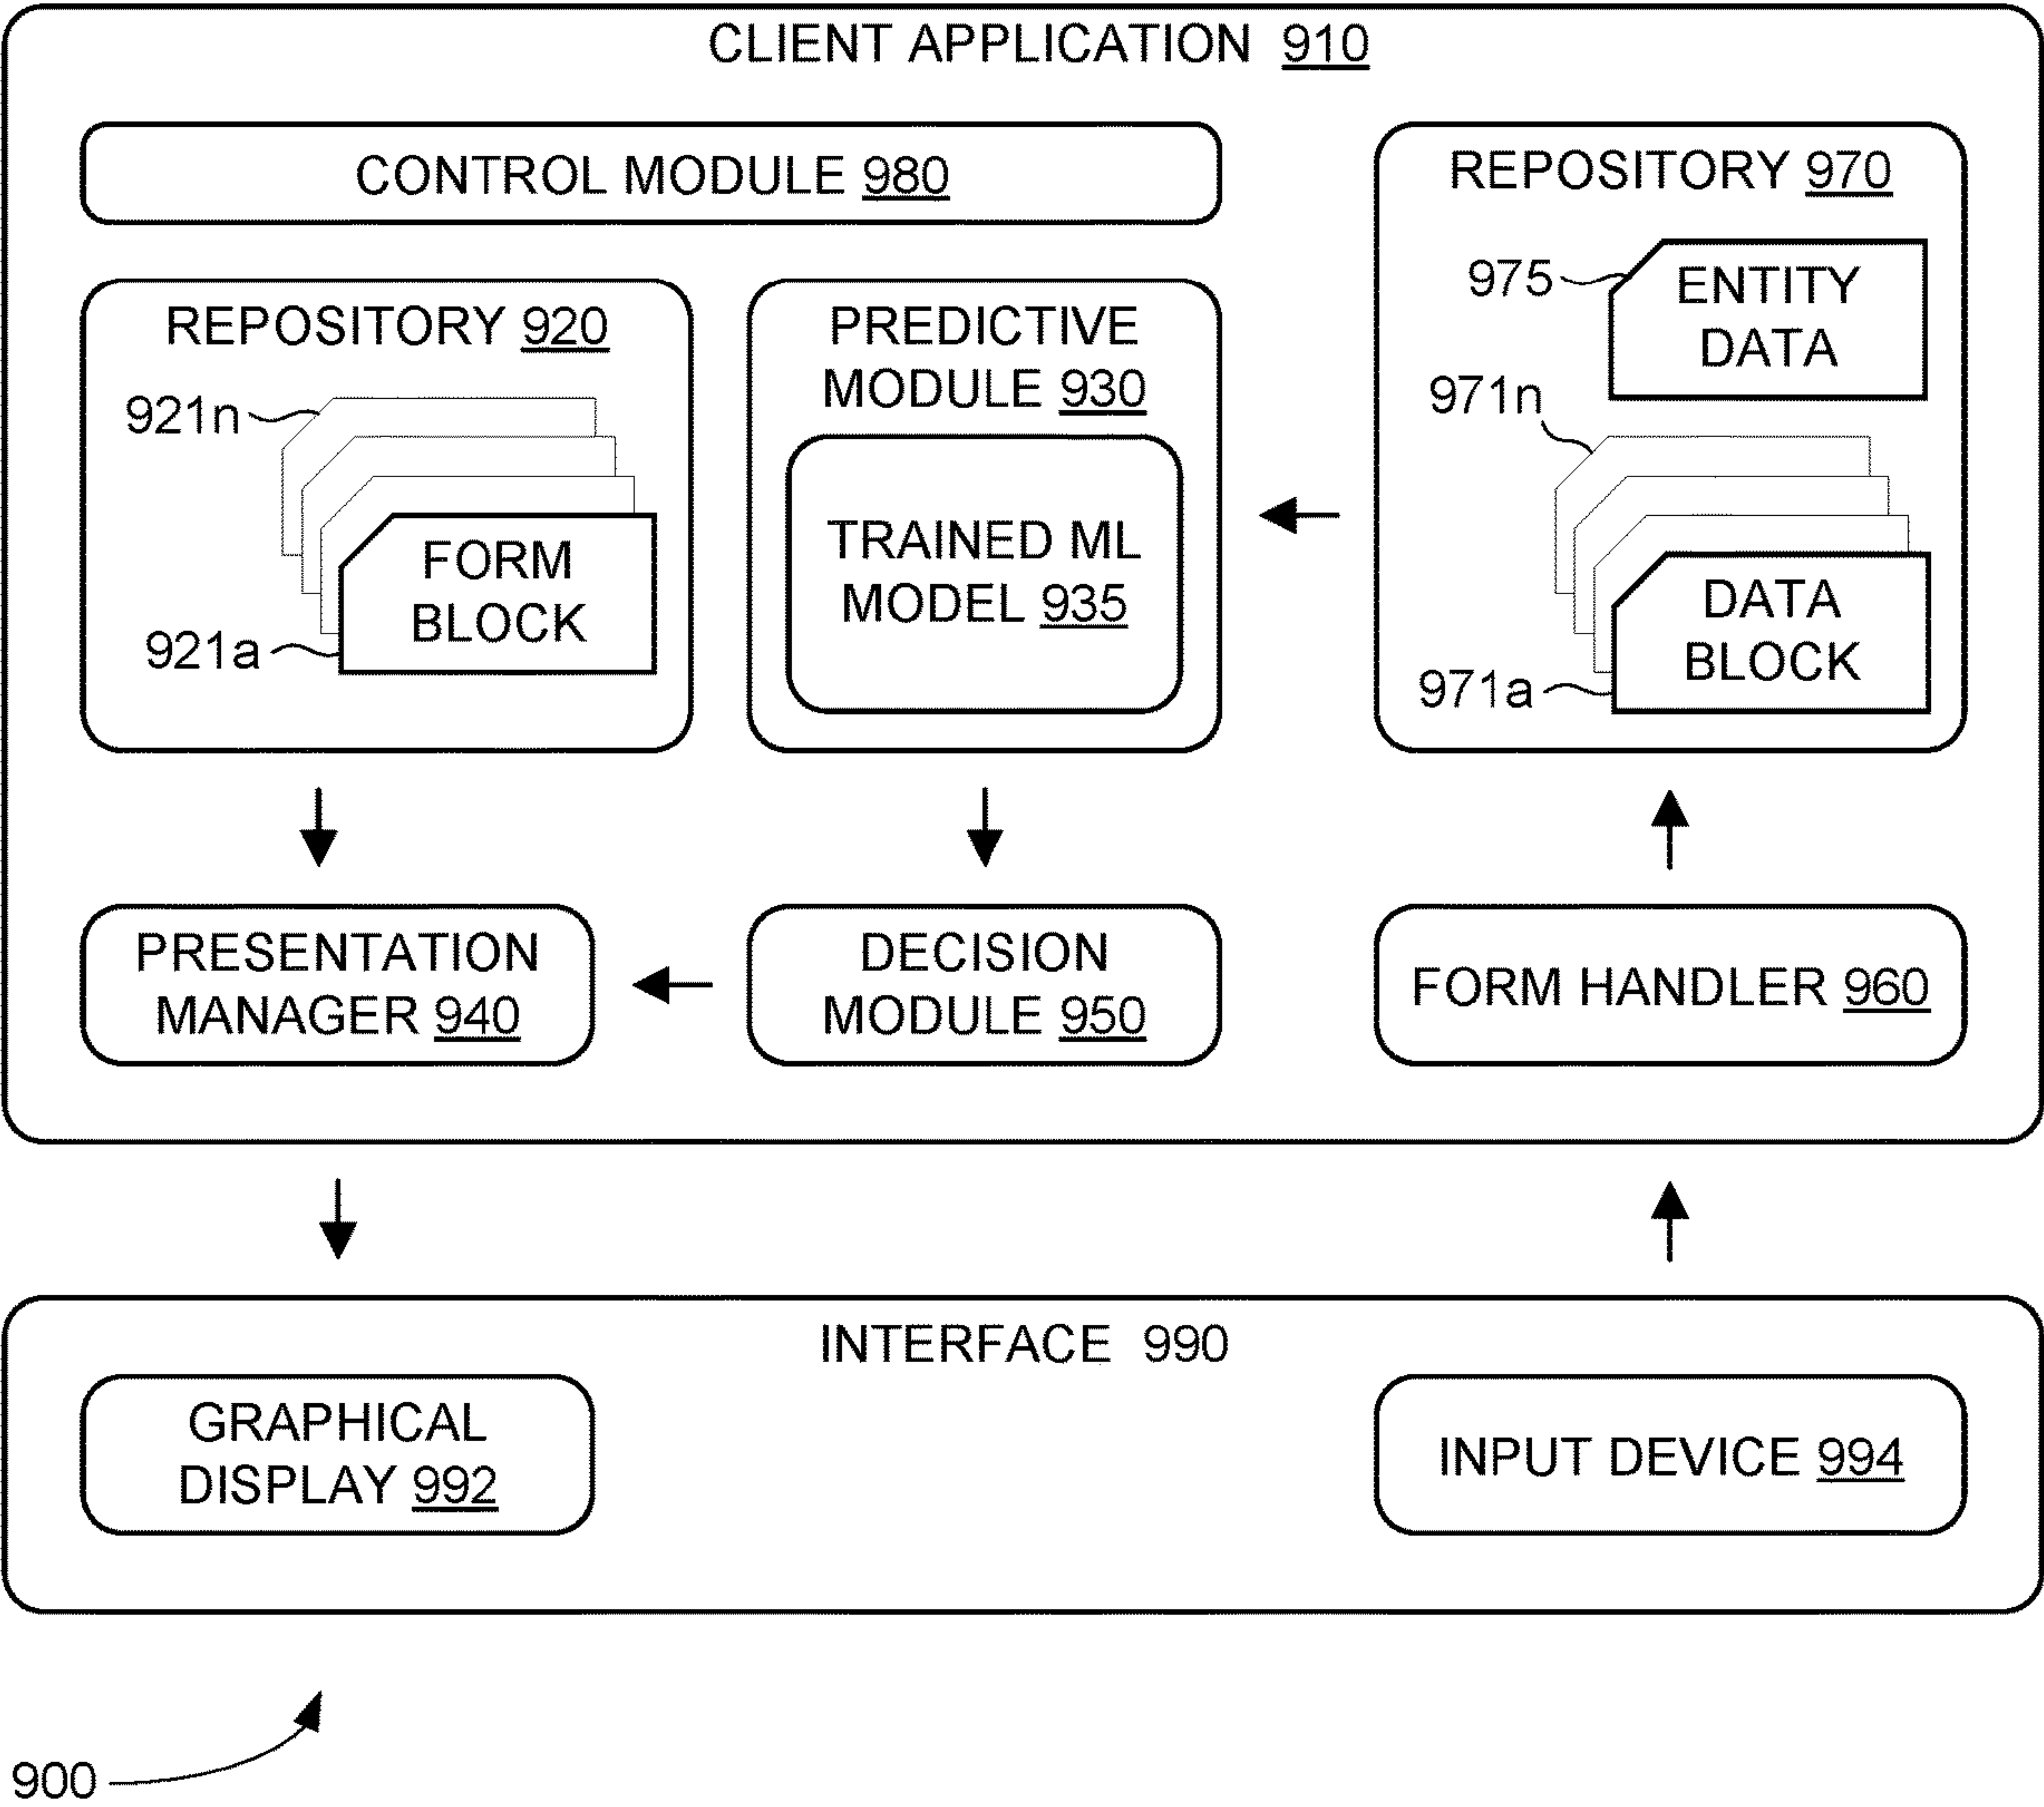 CLIENT APPLICATION 910
CONTROL MODULE 980
REPOSITORY 920
921n
FORM
BLOCK
921a
PREDICTIVE
MODULE 930
TRAINED ML
MODEL 935
REPOSITORY 970
975
ENTITY
DATA
971n
DATA
BLOCK
971a
PRESENTATION
MANAGER 940
DECISION
MODULE 950
FORM HANDLER 960
INTERFACE 990
GRAPHICAL
DISPLAY 992
INPUT DEVICE 994
900